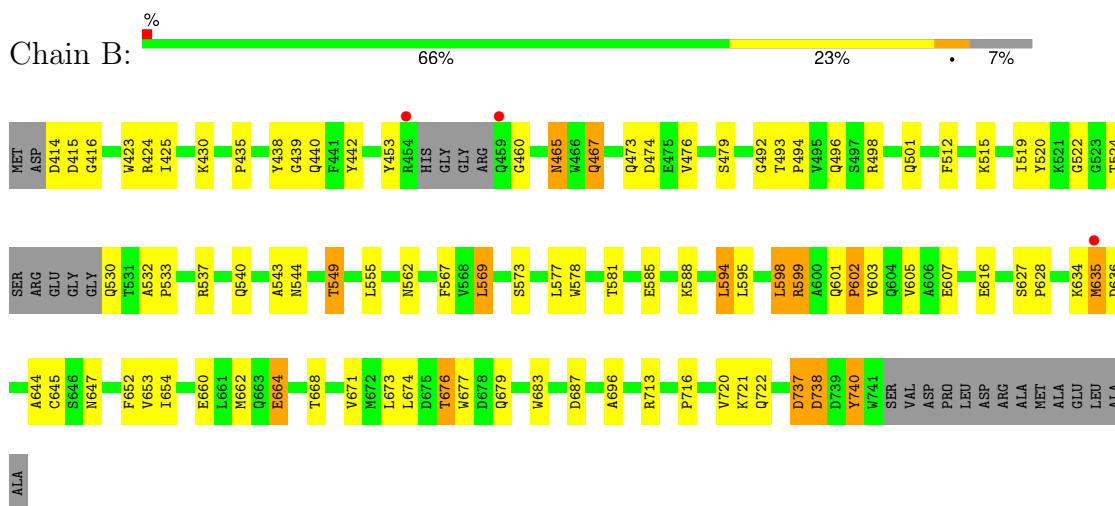 %
Chain B:
66% 23% • 7%
MET ASP D414 D415 G416 W423 R424 I425 K430 P435 Y438 G439 Q440 F441 Y442 Y453 R454 HIS GLY GLY ARG Q459 G460 N465 W466 Q467 Q473 D474 E475 V476 S479 G492 T493 P494 V495 Q496 S497 R498 Q501 F512 K515 I519 Y520 K521 G522 G523 T524
SER ARG GLU GLY GLY Q530 T531 A532 P533 R537 Q540 A543 N544 T549 L555 N562 F567 V568 L569 S573 L577 W578 T581 E585 K588 L594 L595 L598 R599 A600 Q601 P602 V603 Q604 V605 A606 E607 E616 S627 P628 K634 M635 D636
A644 C645 S646 N647 F652 V653 I654 E660 L661 M662 Q663 E664 T668 V671 M672 L673 L674 D675 T676 W677 D678 Q679 W683 D687 A696 R713 P716 V720 K721 Q722 D737 D738 D739 Y740 W741 SER VAL ASP PRO LEU ASP ARG ALA MET ALA GLU LEU ALA
ALA